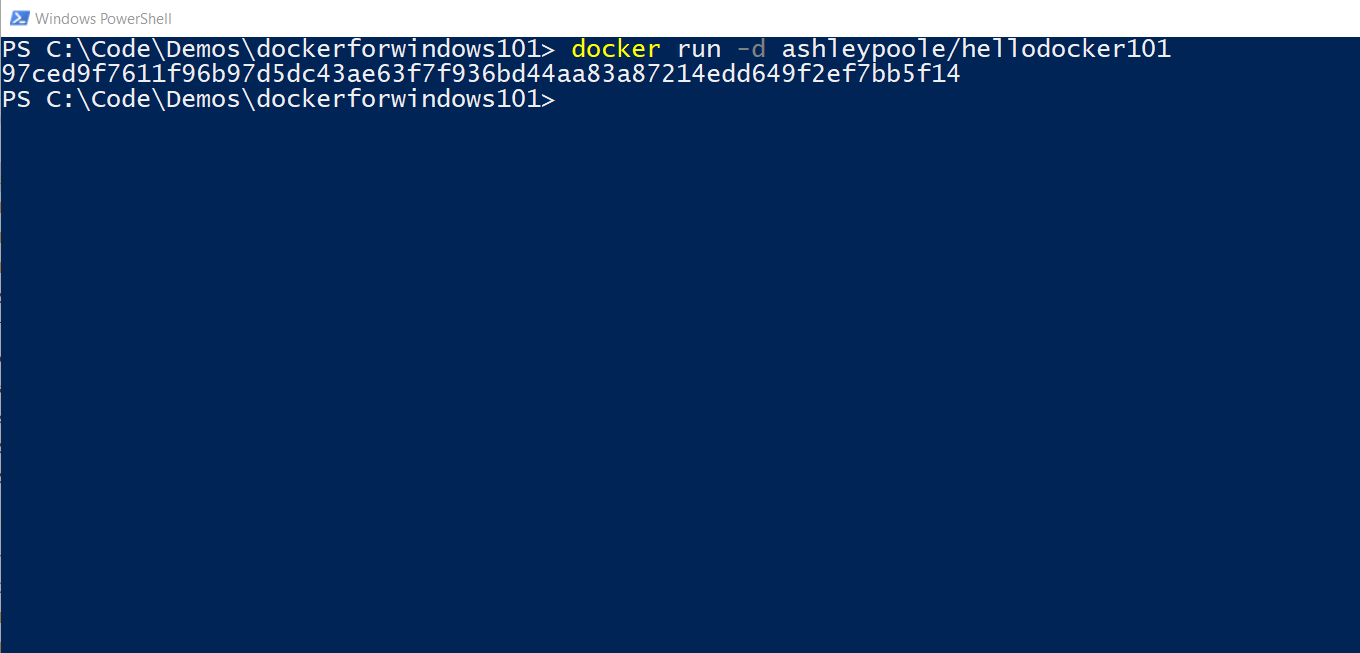 Windows PowerShell
PS C:\Code\Demos\dockerforwindows101> docker run -d ashleypoole/hellodocker101
97ced9f7611f96b97d5dc43ae63f7f936bd44aa83a87214edd649f2ef7bb5f14
PS C:\Code\Demos\dockerforwindows101>